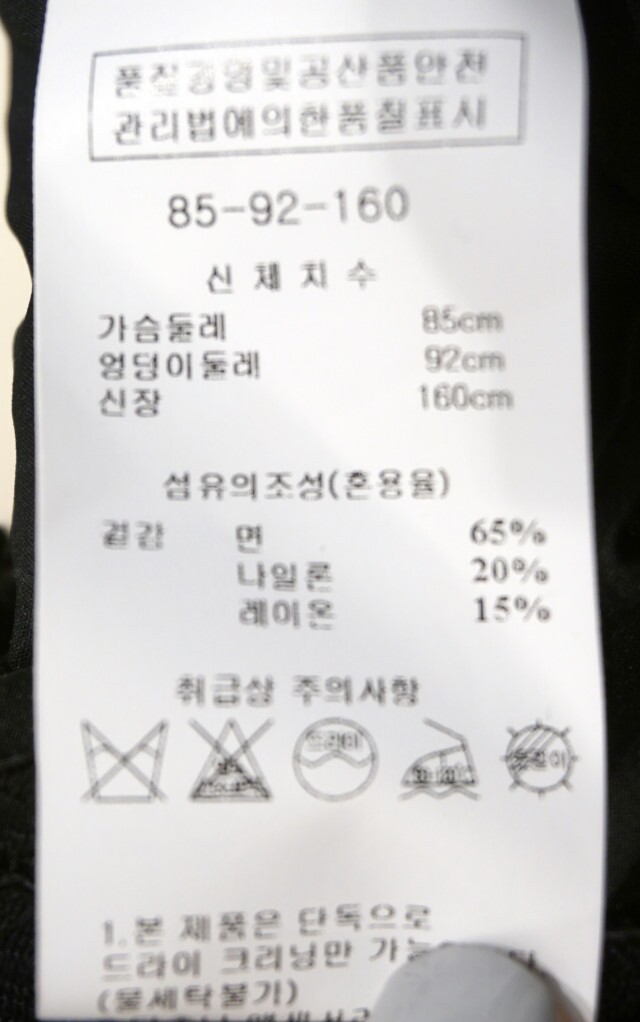 품질경영및공산품안전
관리법에의한품질표시
85-92-160
신 체 치 수
가슴둘레 85cm
엉덩이둘레 92cm
신장 160cm
섬유의조성(혼용율)
겉감 면 65%
나일론 20%
레이온 15%
취급상 주의사항
드라이
옷걸이
1.본 제품은 단독으로
드라이 크리닝만
(물세탁불가)